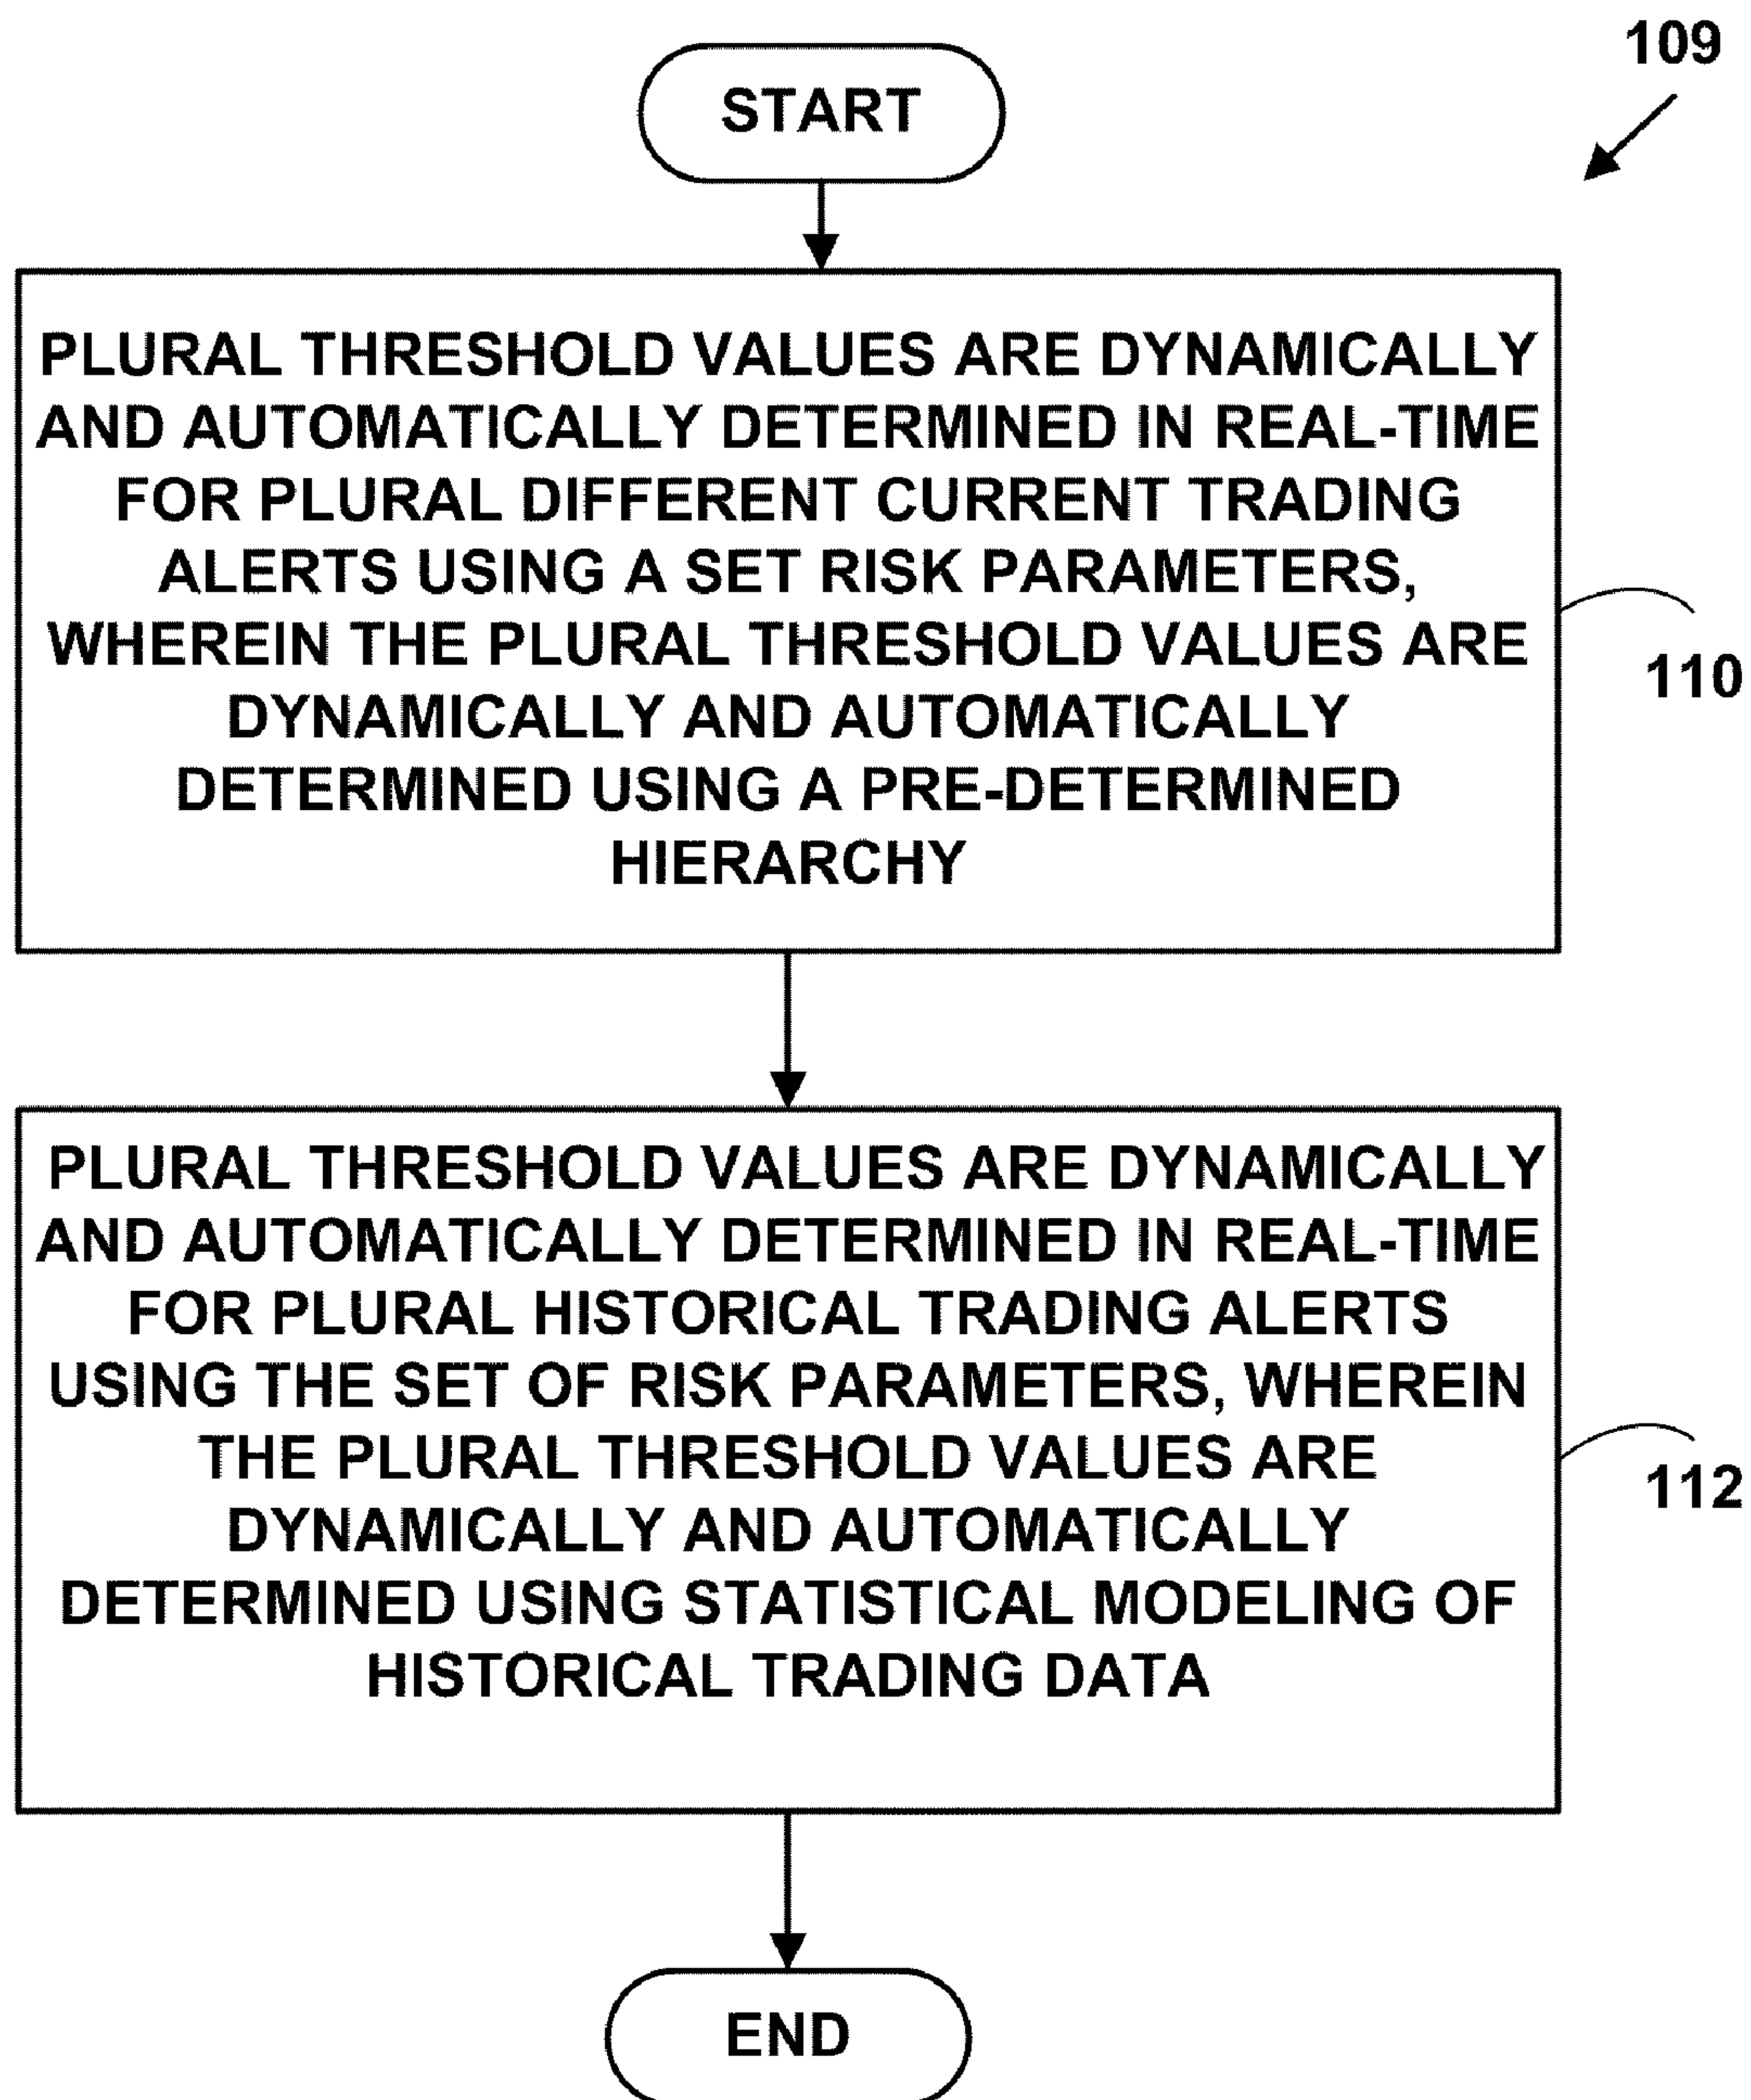 109
START
PLURAL THRESHOLD VALUES ARE DYNAMICALLY
AND AUTOMATICALLY DETERMINED IN REAL-TIME
FOR PLURAL DIFFERENT CURRENT TRADING
ALERTS USING A SET RISK PARAMETERS,
WHEREIN THE PLURAL THRESHOLD VALUES ARE
DYNAMICALLY AND AUTOMATICALLY
DETERMINED USING A PRE-DETERMINED
HIERARCHY
110
PLURAL THRESHOLD VALUES ARE DYNAMICALLY
AND AUTOMATICALLY DETERMINED IN REAL-TIME
FOR PLURAL HISTORICAL TRADING ALERTS
USING THE SET OF RISK PARAMETERS, WHEREIN
THE PLURAL THRESHOLD VALUES ARE
DYNAMICALLY AND AUTOMATICALLY
DETERMINED USING STATISTICAL MODELING OF
HISTORICAL TRADING DATA
112
END